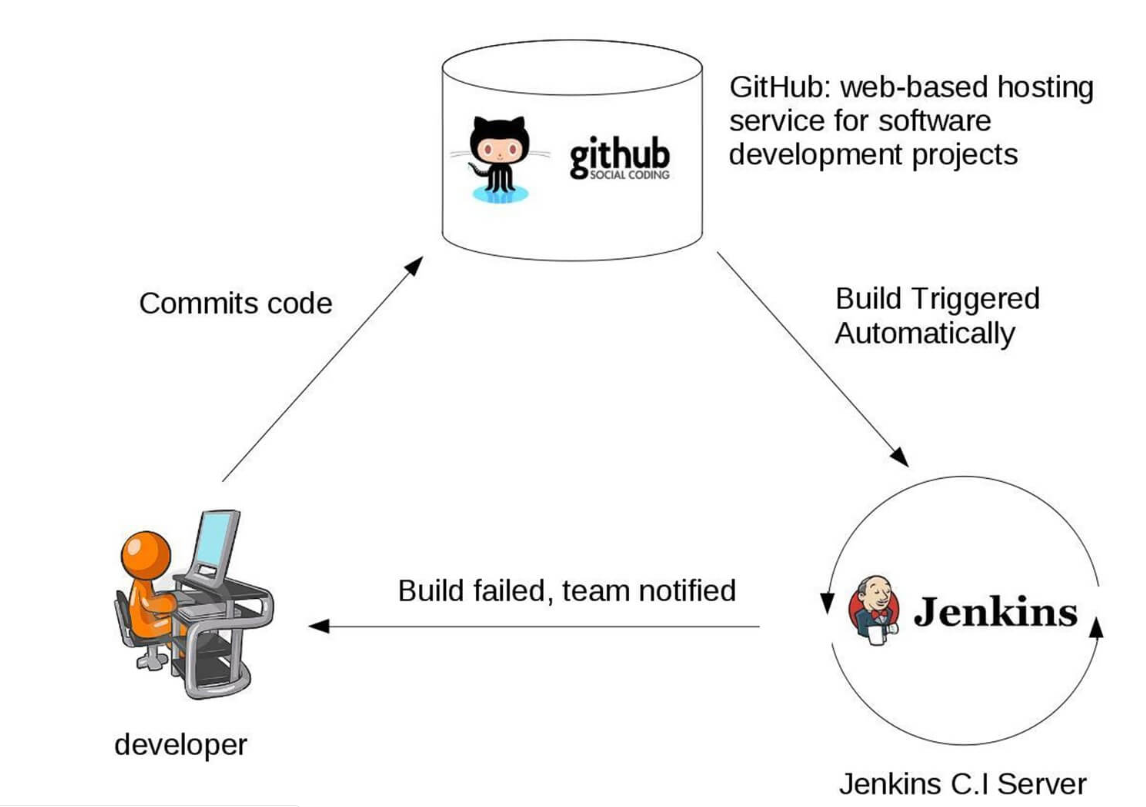 GitHub: web-based hosting
service for software
development projects
github
SOCIAL CODING
Commits code
Build Triggered
Automatically
Build failed, team notified
Jenkins
developer
Jenkins C.I Server